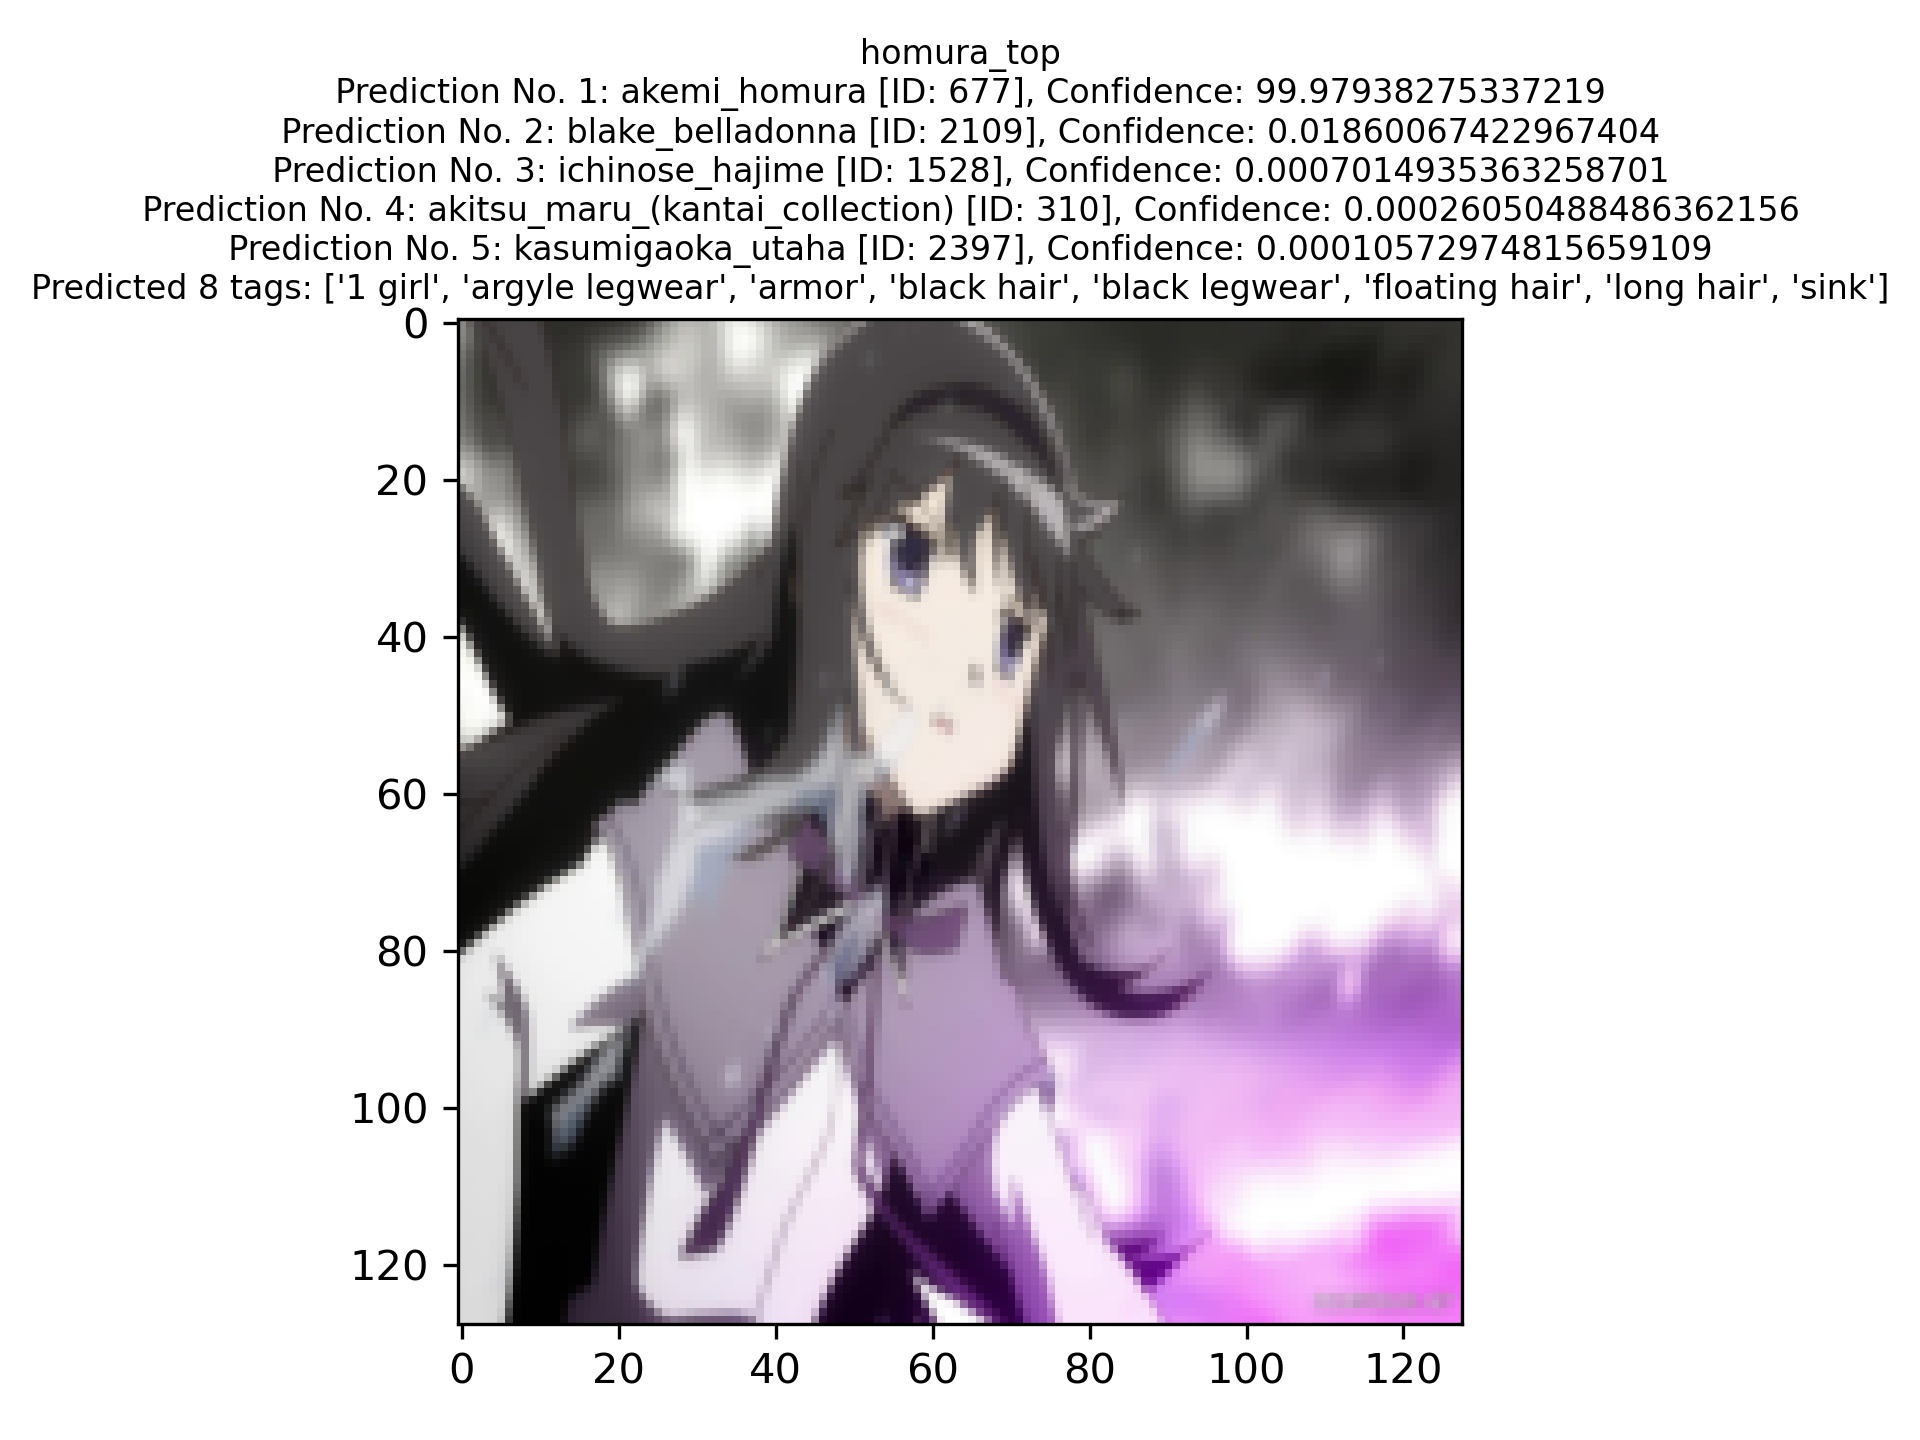 homura_top
Prediction No. 1: akemi_homura [ID: 677], Confidence: 99.97938275337219
Prediction No. 2: blake_belladonna [ID: 2109], Confidence: 0.01860067422967404
Prediction No. 3: ichinose_hajime [ID: 1528], Confidence: 0.0007014935363258701
Prediction No. 4: akitsu_maru_(kantai_collection) [ID: 310], Confidence: 0.00026050488486362156
Prediction No. 5: kasumigaoka_utaha [ID: 2397], Confidence: 0.00010572974815659109
Predicted 8 tags: ['1 girl', 'argyle legwear', 'armor', 'black hair', 'black legwear', 'floating hair', 'long hair', 'sink']
0
20
40
60
80
100
120
0 20 40 60 80 100 120